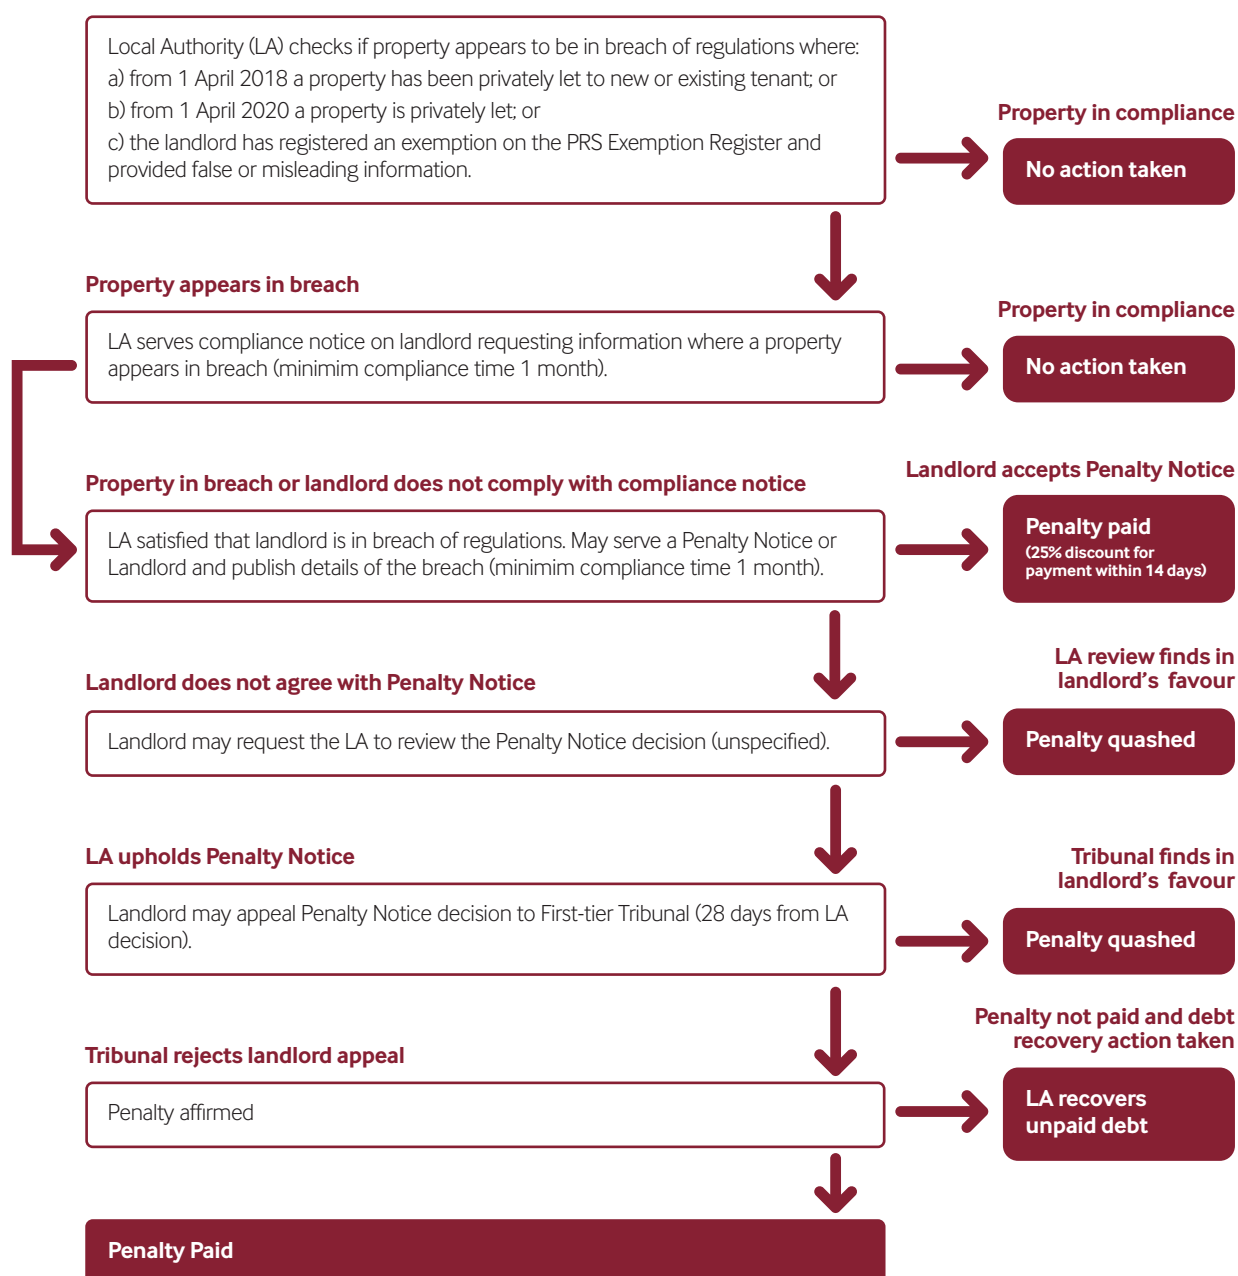 Local Authority (LA) checks if property appears to be in breach of regulations where:
a) from 1 April 2018 a property has been privately let to new or existing tenant; or
b) from 1 April 2020 a property is privately let; or
c) the landlord has registered an exemption on the PRS Exemption Register and
provided false or misleading information.
Property in compliance
No action taken
Property appears in breach
LA serves compliance notice on landlord requesting information where a property
appears in breach (minimim compliance time 1 month).
Property in compliance
No action taken
Property in breach or landlord does not comply with compliance notice
LA satisfied that landlord is in breach of regulations. May serve a Penalty Notice or
Landlord and publish details of the breach (minimim compliance time 1 month).
Landlord accepts Penalty Notice
Penalty paid
(25% discount for
payment within 14 days)
Landlord does not agree with Penalty Notice
Landlord may request the LA to review the Penalty Notice decision (unspecified).
LA review finds in
landlord's favour
Penalty quashed
LA upholds Penalty Notice
Landlord may appeal Penalty Notice decision to First-tier Tribunal (28 days from LA
decision).
Tribunal finds in
landlord's favour
Penalty quashed
Tribunal rejects landlord appeal
Penalty affirmed
Penalty not paid and debt
recovery action taken
LA recovers
unpaid debt
Penalty Paid